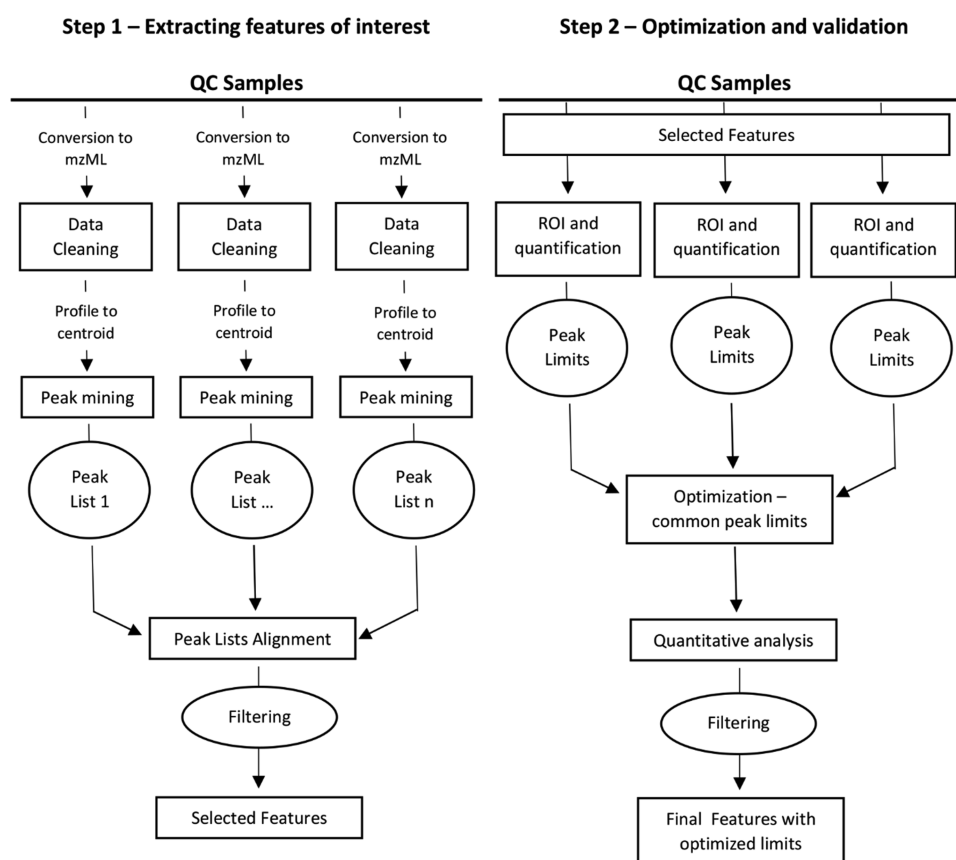 Step 1 – Extracting features of interest
QC Samples
Conversion to
mzML
Conversion to
mzML
Conversion to
mzML
Data
Cleaning
Data
Cleaning
Data
Cleaning
Profile to
centroid
Profile to
centroid
Profile to
centroid
Peak mining
Peak mining
Peak mining
Peak
List 1
Peak
List ...
Peak
List n
Peak Lists Alignment
Filtering
Selected Features
Step 2 – Optimization and validation
QC Samples
Selected Features
ROI and
quantification
ROI and
quantification
ROI and
quantification
Peak
Limits
Peak
Limits
Peak
Limits
Optimization –
common peak limits
Quantitative analysis
Filtering
Final Features with
optimized limits